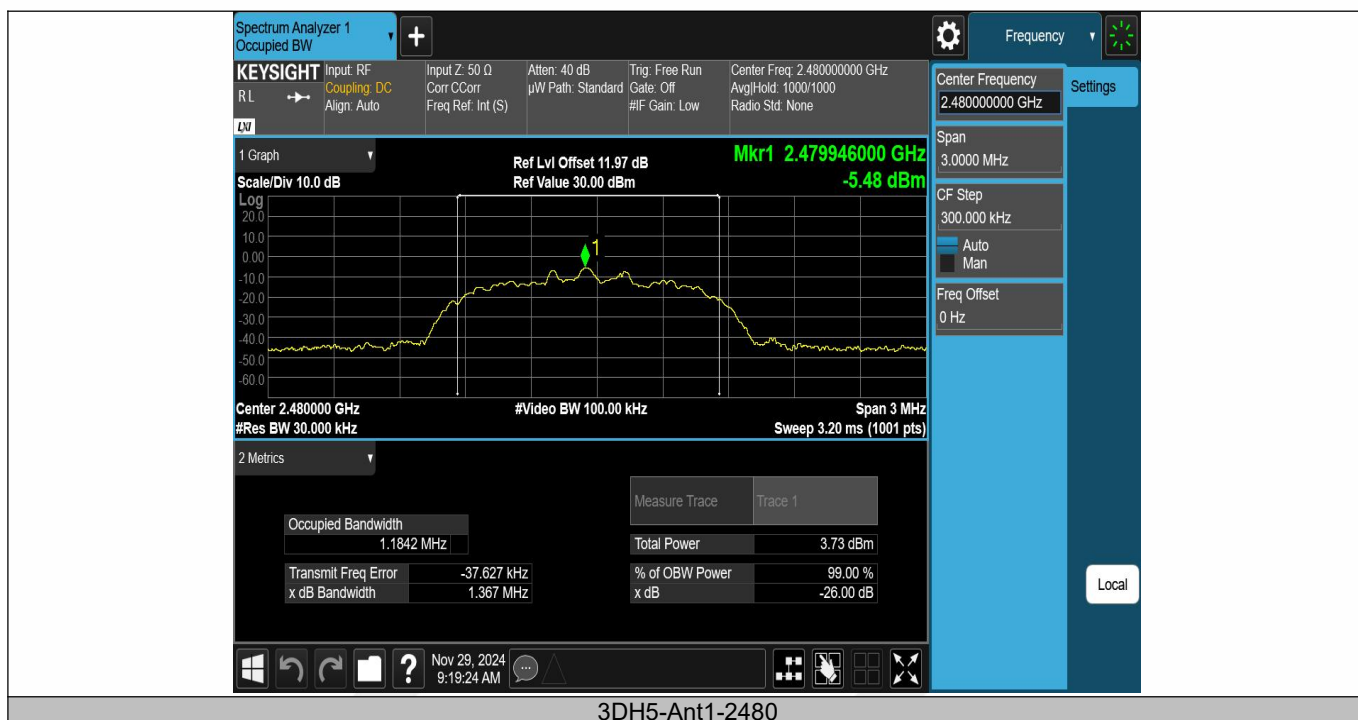 Spectrum Analyzer 1
Occupied BW
Frequency
KEYSIGHT
RL
LXI
Input: RF
Coupling: DC
Align: Auto
Input Z: 50 Ω
Corr CCorr
Freq Ref: Int (S)
Atten: 40 dB
µW Path: Standard
Trig: Free Run
Gate: Off
#IF Gain: Low
Center Freq: 2.480000000 GHz
Avg|Hold: 1000/1000
Radio Std: None
1 Graph
Scale/Div 10.0 dB
Ref Lvl Offset 11.97 dB
Ref Value 30.00 dBm
Mkr1 2.479946000 GHz
-5.48 dBm
Log
20.0
10.0
0.00
-10.0
-20.0
-30.0
-40.0
-50.0
-60.0
1
Center 2.480000 GHz
#Video BW 100.00 kHz
Span 3 MHz
#Res BW 30.000 kHz
Sweep 3.20 ms (1001 pts)
2 Metrics
Measure Trace
Trace 1
Occupied Bandwidth
1.1842 MHz
Total Power
3.73 dBm
Transmit Freq Error
-37.627 kHz
% of OBW Power
99.00 %
x dB Bandwidth
1.367 MHz
x dB
-26.00 dB
Center Frequency
2.480000000 GHz
Settings
Span
3.0000 MHz
CF Step
300.000 kHz
Auto
Man
Freq Offset
0 Hz
Local
?
Nov 29, 2024
9:19:24 AM
3DH5-Ant1-2480